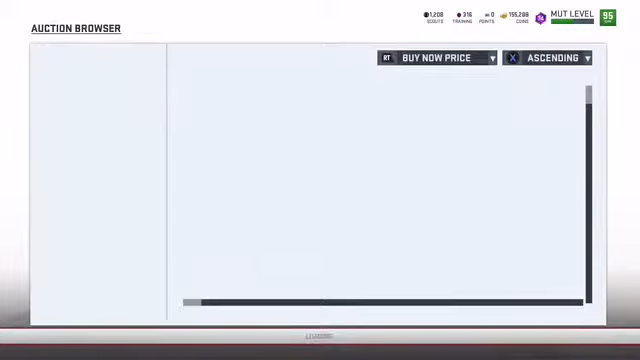 AUCTION BROWSER
1,208 SCOUTS
316 TRAINING
0 POINTS
155,288 COINS
MUT LEVEL
95
RT BUY NOW PRICE
X ASCENDING
LOADING